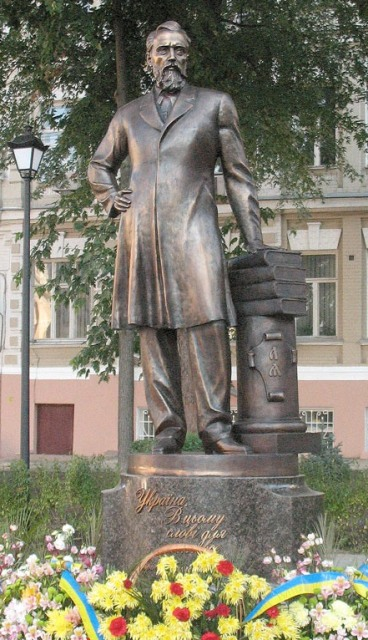 Україна
В цьому
слові для